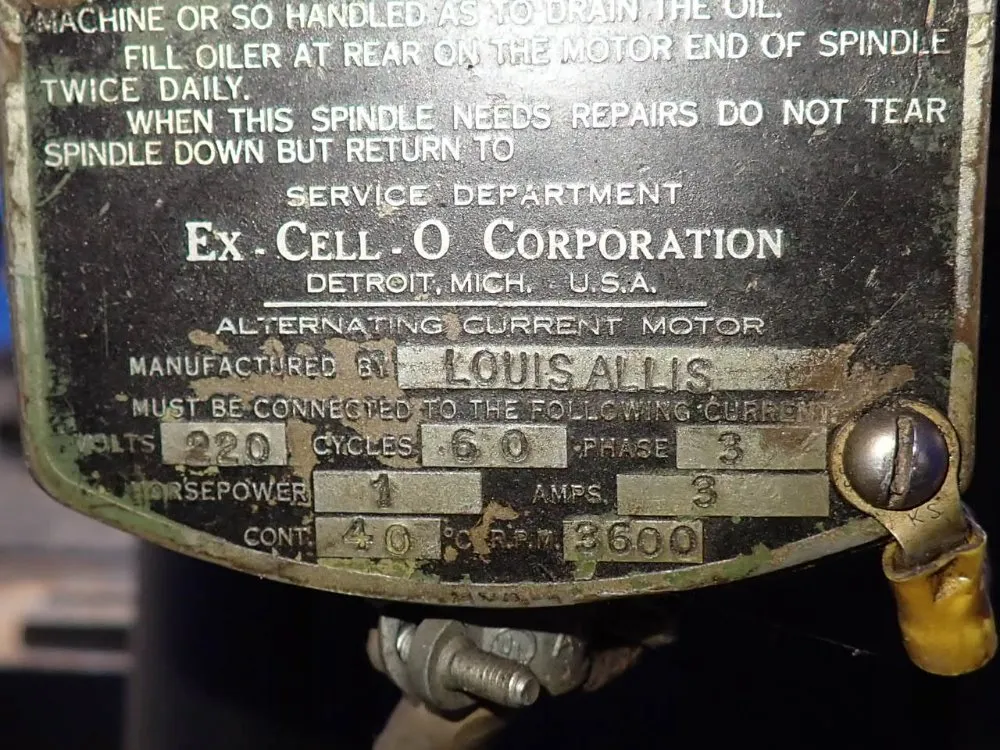 MACHINE OR SO HANDLED AS TO DRAIN THE OIL.
FILL OILER AT REAR ON THE MOTOR END OF SPINDLE
TWICE DAILY.
WHEN THIS SPINDLE NEEDS REPAIRS DO NOT TEAR
SPINDLE DOWN BUT RETURN TO
SERVICE DEPARTMENT
EX-CELL-O CORPORATION
DETROIT, MICH. U.S.A.
ALTERNATING CURRENT MOTOR
MANUFACTURED BY LOUIS ALLIS
MUST BE CONNECTED TO THE FOLLOWING CURRENT
VOLTS 220 CYCLES 60 PHASE 3
HORSEPOWER 1 AMPS. 3
CONT. 40 °C R.P.M. 3600
KS